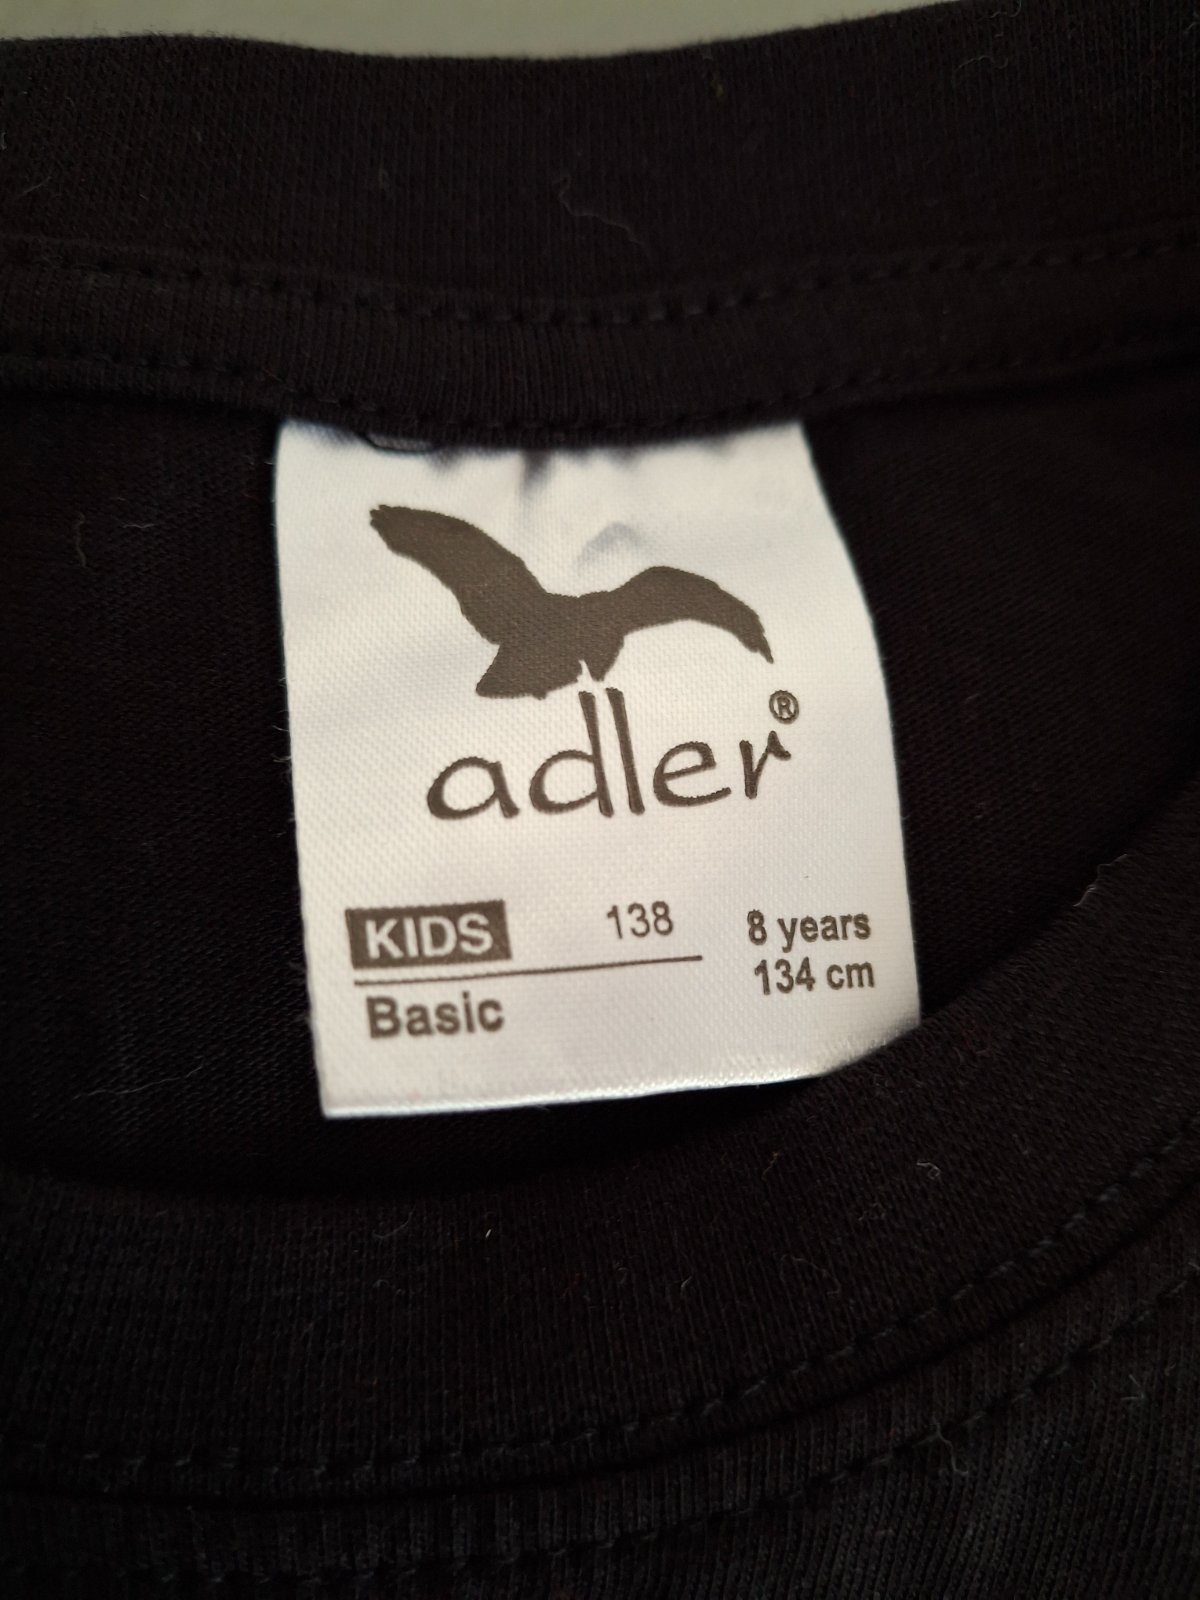 adler®
KIDS 138 8 years
134 cm
Basic